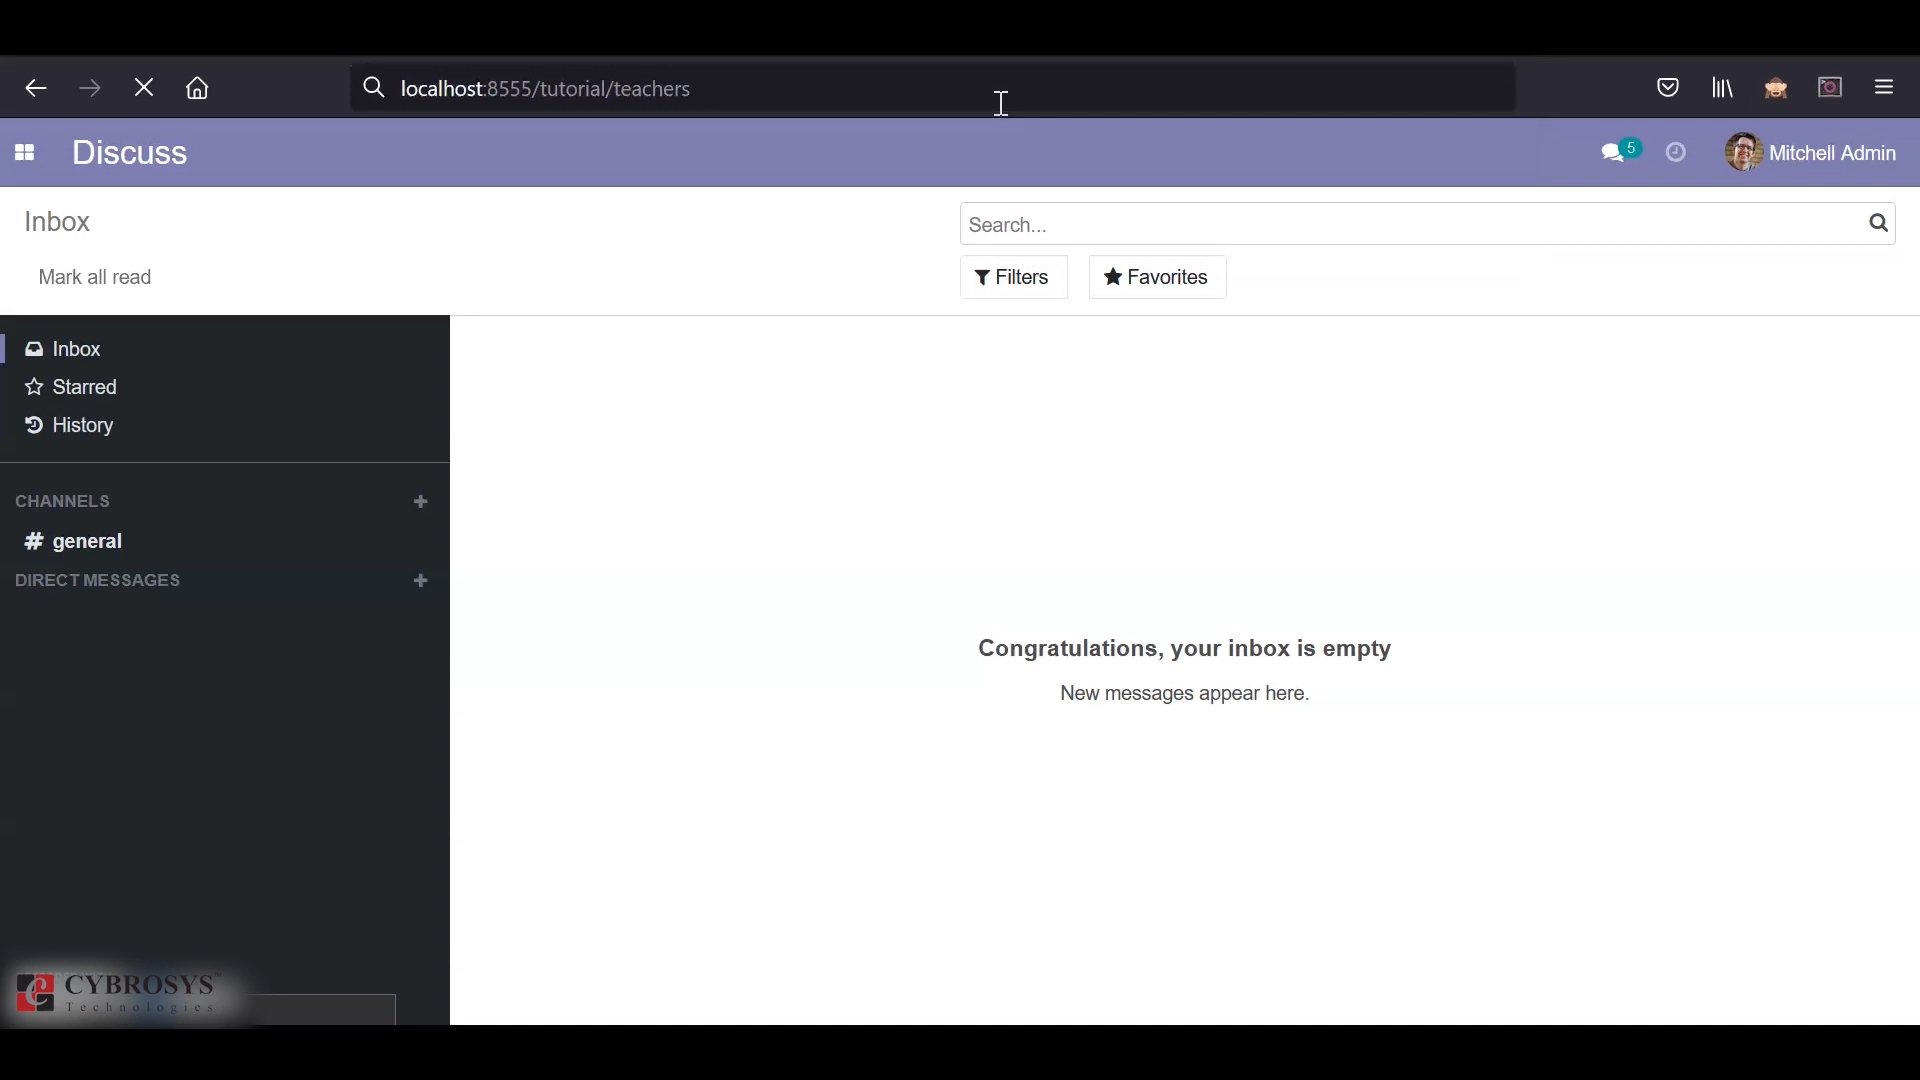 localhost:8555/tutorial/teachers
Discuss
5
Mitchell Admin
Inbox
Search...
Mark all read
Filters
Favorites
Inbox
Starred
History
CHANNELS
# general
DIRECT MESSAGES
Congratulations, your inbox is empty
New messages appear here.
CYBROSYS™
Technologies